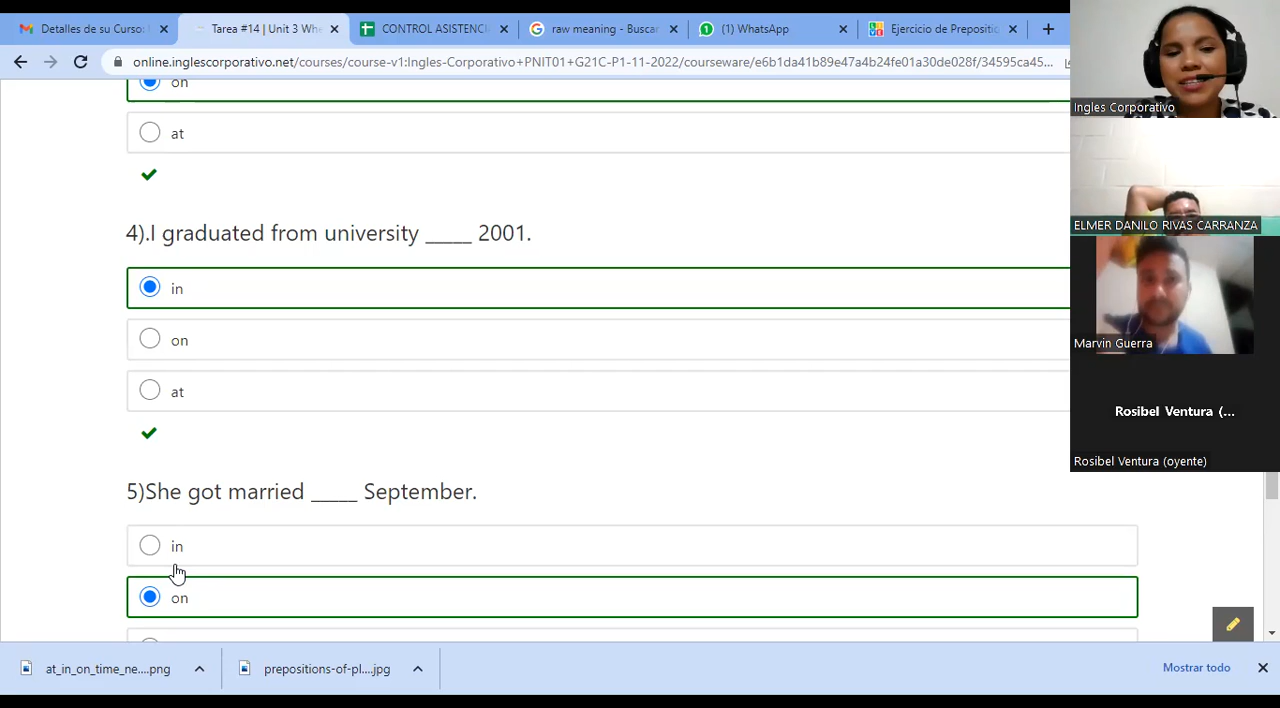 Detalles de su Curso:
Tarea #14 | Unit 3 Whe
CONTROL ASISTENCI
raw meaning - Buscar
(1) WhatsApp
Ejercicio de Prepositio
online.inglescorporativo.net/courses/course-v1:Ingles-Corporativo+PNIT01+G21C-P1-11-2022/courseware/e6b1da41b89e47a4b24fe01a30de028f/34595ca45...
on
at
4).I graduated from university _____ 2001.
in
on
at
5)She got married _____ September.
in
on
Ingles Corporativo
ELMER DANILO RIVAS CARRANZA
Marvin Guerra
Rosibel Ventura (...
Rosibel Ventura (oyente)
at_in_on_time_ne....png
prepositions-of-pl....jpg
Mostrar todo